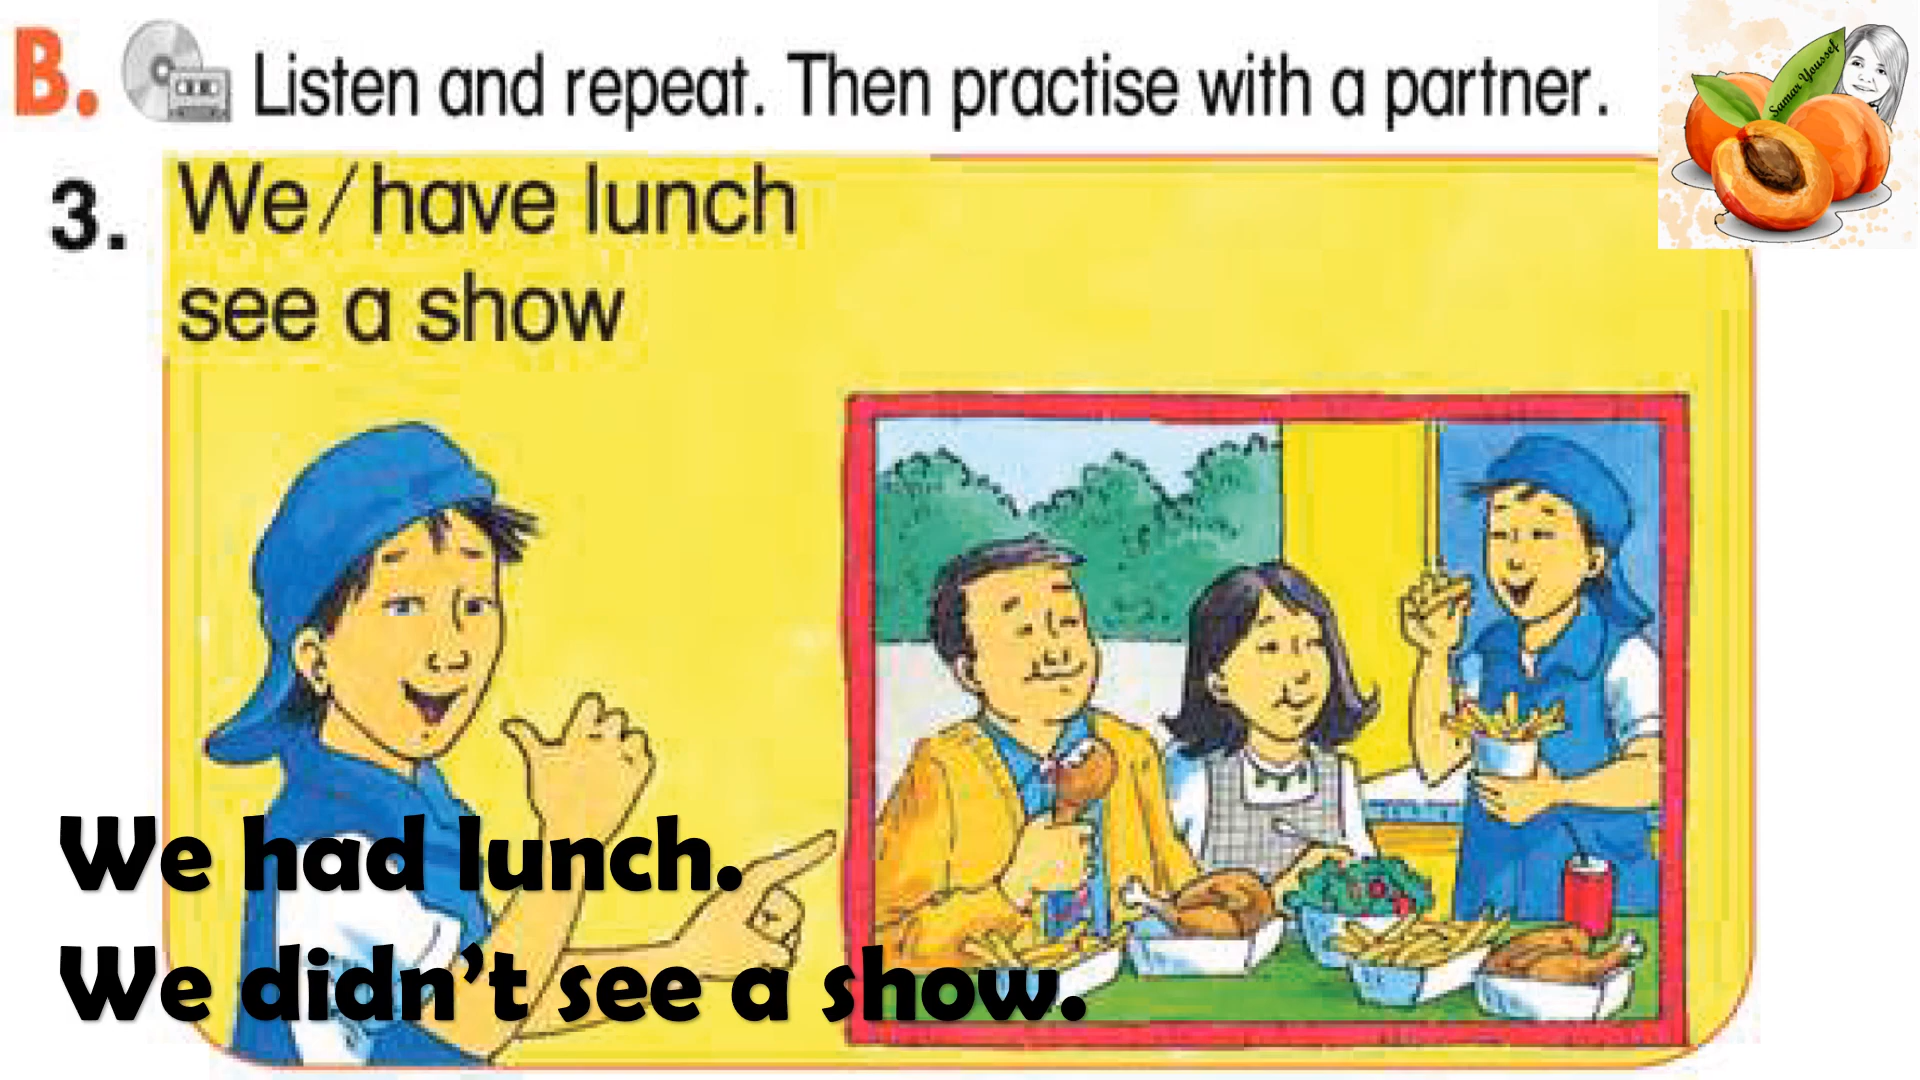 B. Listen and repeat. Then practise with a partner.
Samar Youssef
3. We / have lunch
see a show
We had lunch.
We didn't see a show.